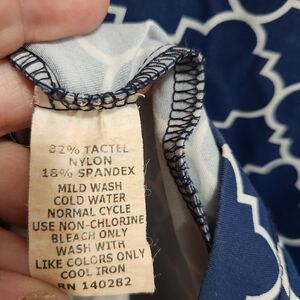 82% TACTEL
NYLON
18% SPANDEX
MILD WASH
COLD WATER
NORMAL CYCLE
USE NON-CHLORINE
BLEACH ONLY
WASH WITH
LIKE COLORS ONLY
COOL IRON
RN 140282